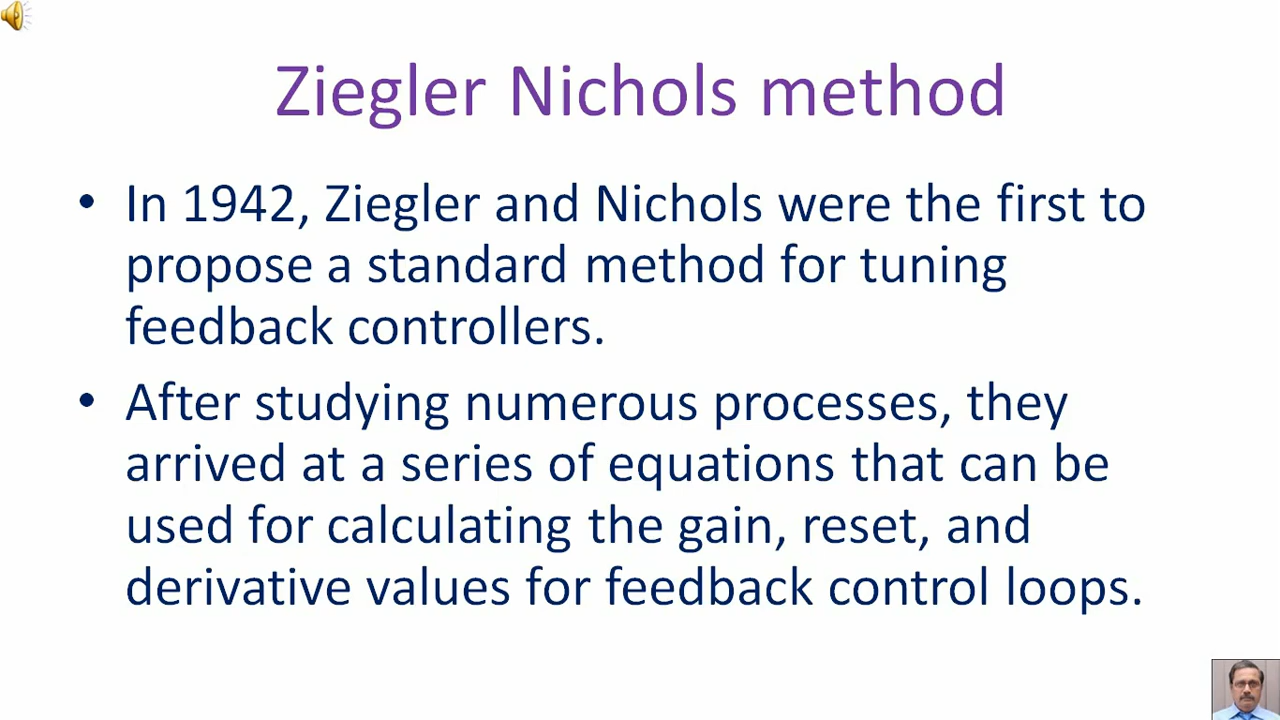 Ziegler Nichols method
• In 1942, Ziegler and Nichols were the first to
propose a standard method for tuning
feedback controllers.
• After studying numerous processes, they
arrived at a series of equations that can be
used for calculating the gain, reset, and
derivative values for feedback control loops.